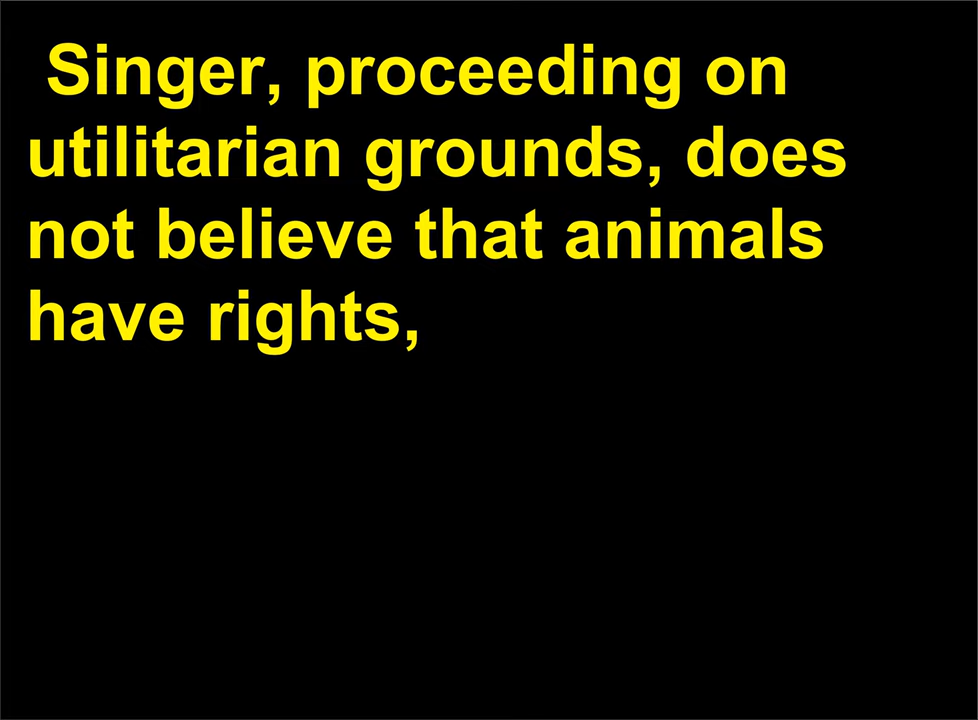 Singer, proceeding on
utilitarian grounds, does
not believe that animals
have rights,